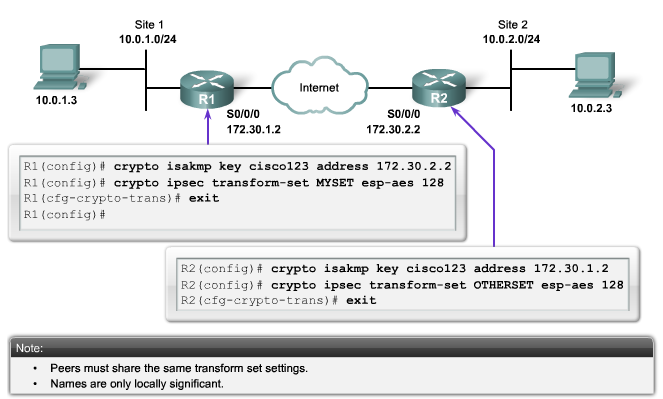 Site 1
10.0.1.0/24
Site 2
10.0.2.0/24
10.0.1.3
R1
Internet
R2
10.0.2.3
S0/0/0
172.30.1.2
S0/0/0
172.30.2.2
R1(config)# crypto isakmp key cisco123 address 172.30.2.2
R1(config)# crypto ipsec transform-set MYSET esp-aes 128
R1(cfg-crypto-trans)# exit
R1(config)#
R2(config)# crypto isakmp key cisco123 address 172.30.1.2
R2(config)# crypto ipsec transform-set OTHERSET esp-aes 128
R2(cfg-crypto-trans)# exit
Note:
• Peers must share the same transform set settings.
• Names are only locally significant.